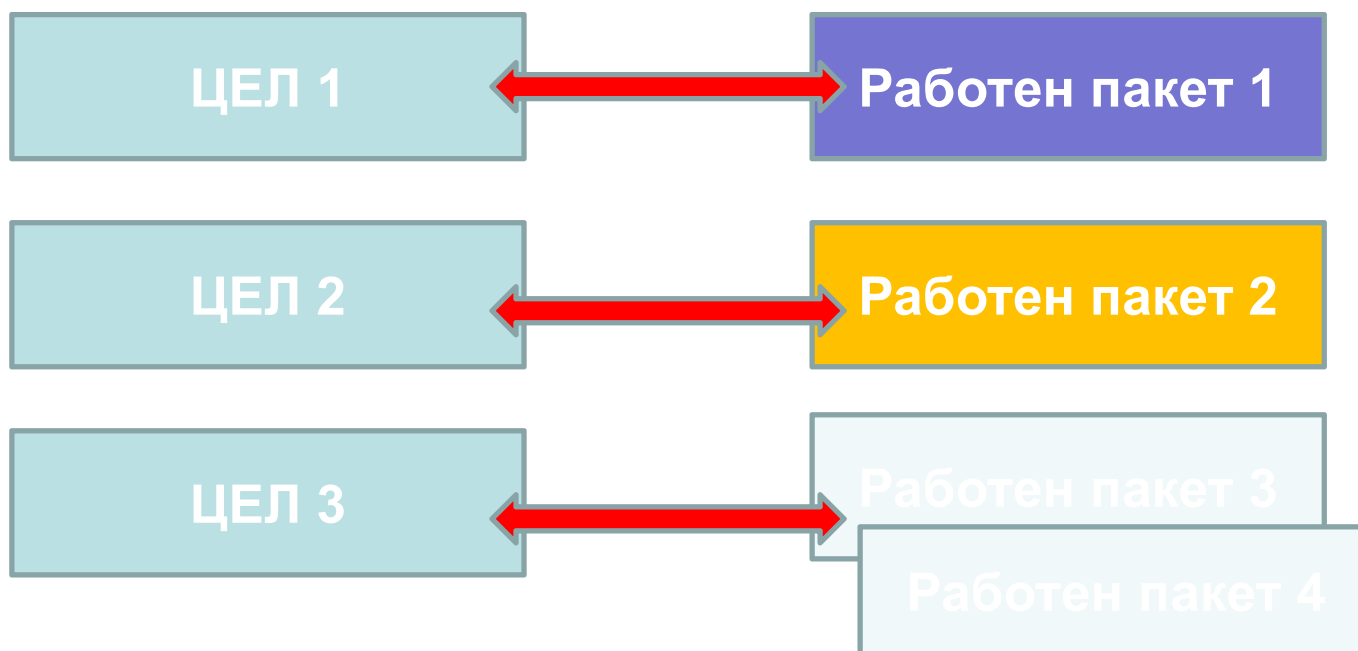 ЦЕЛ 1
Работен пакет 1
ЦЕЛ 2
Работен пакет 2
ЦЕЛ 3
Работен пакет 3
Работен пакет 4